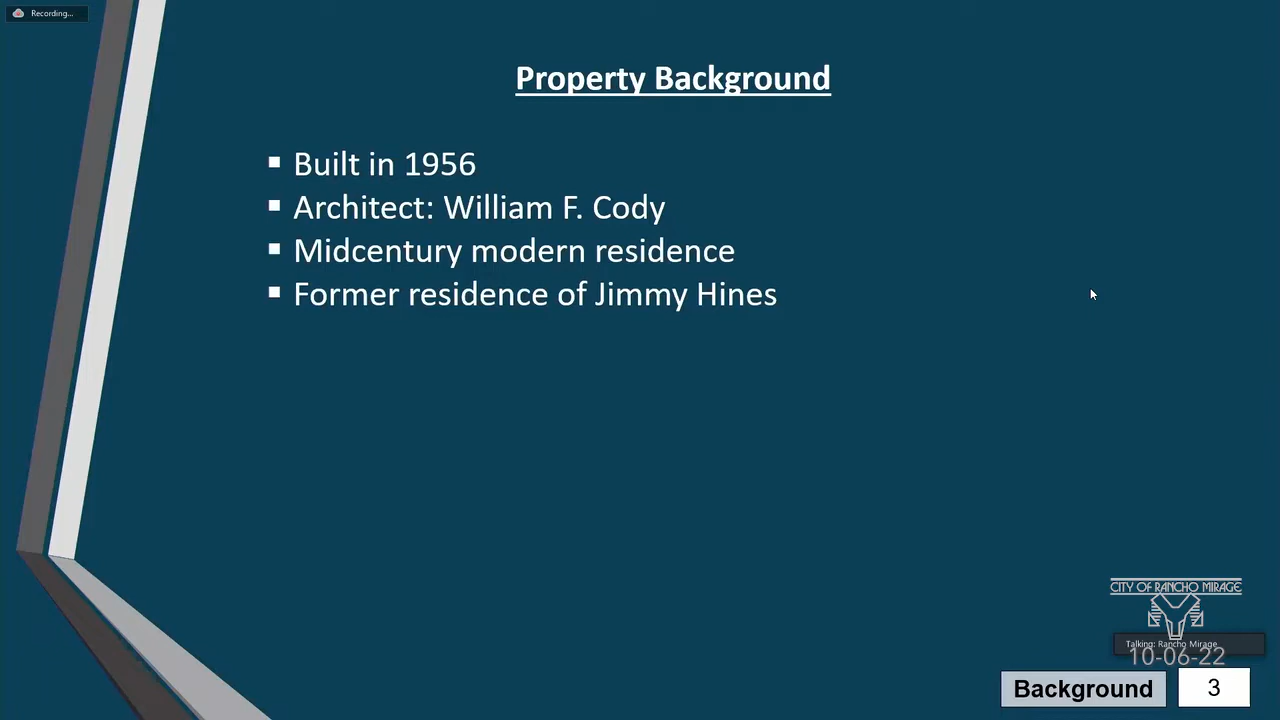 Recording...
Property Background
Built in 1956
Architect: William F. Cody
Midcentury modern residence
Former residence of Jimmy Hines
CITY OF RANCHO MIRAGE
Talking: Rancho Mirage
10-06-22
Background
3